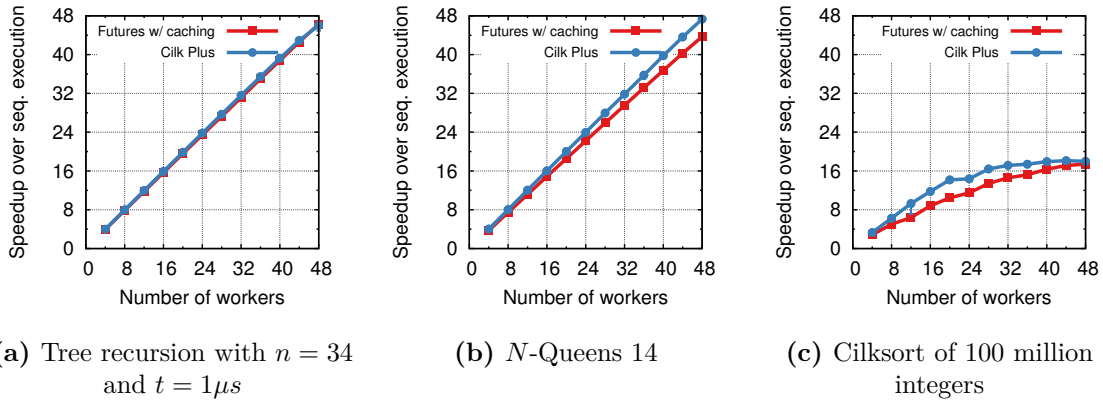 Speedup over seq. execution
48
40
32
24
16
8
0
Futures w/ caching
Cilk Plus
0 8 16 24 32 40 48
Number of workers
(a) Tree recursion with n = 34
and t = 1μs
Speedup over seq. execution
48
40
32
24
16
8
0
Futures w/ caching
Cilk Plus
0 8 16 24 32 40 48
Number of workers
(b) N-Queens 14
Speedup over seq. execution
48
40
32
24
16
8
0
Futures w/ caching
Cilk Plus
0 8 16 24 32 40 48
Number of workers
(c) Cilksort of 100 million
integers